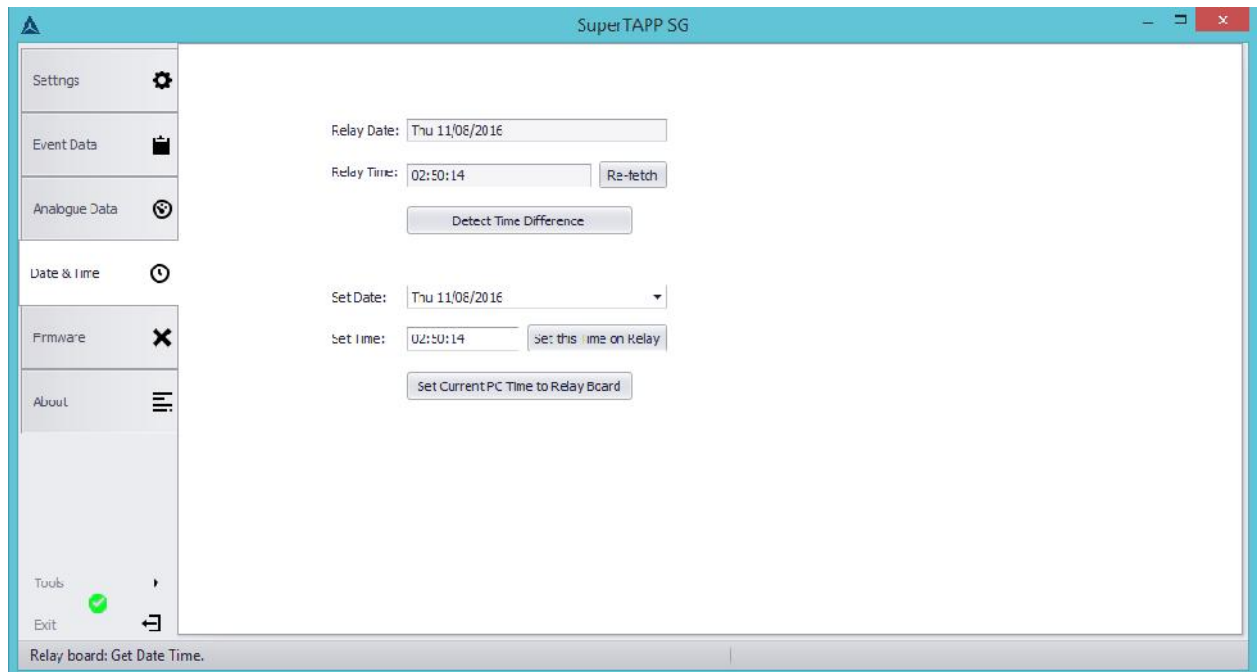 SuperTAPP SG
Settings
Event Data
Analogue Data
Date & Time
Firmware
About
Tools
Exit
Relay Date: Thu 11/08/2016
Relay Time: 02:50:14 Re-fetch
Detect Time Difference
Set Date: Thu 11/08/2016
Set Time: 02:50:14 Set this Time on Relay
Set Current PC Time to Relay Board
Relay board: Get Date Time.